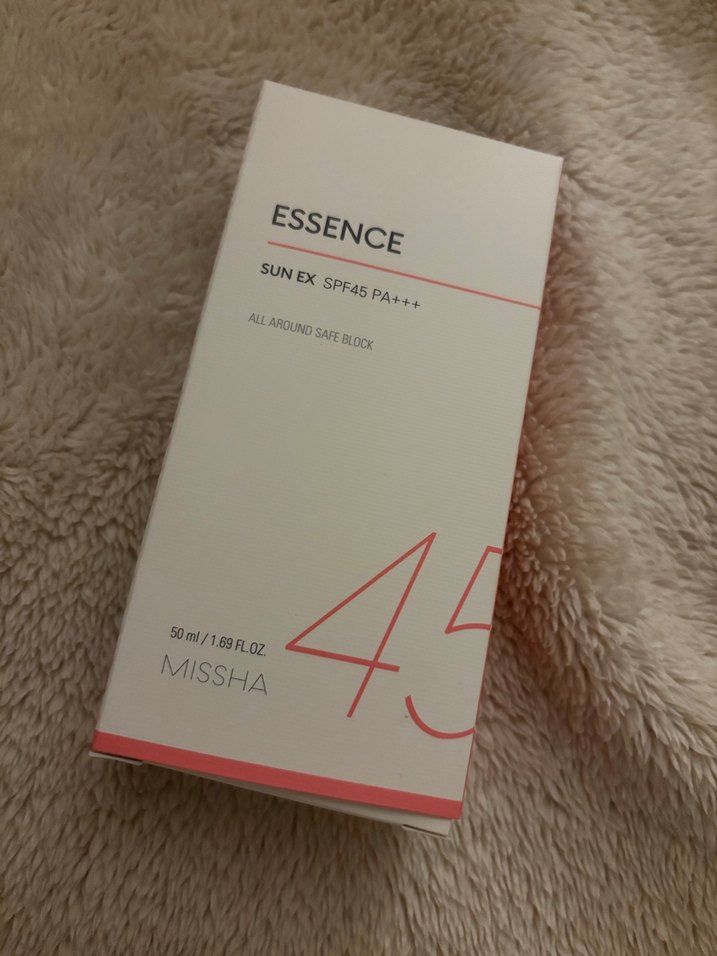 ESSENCE
SUN EX SPF45 PA+++
ALL AROUND SAFE BLOCK
45
50 ml / 1.69 FL.OZ.
MISSHA